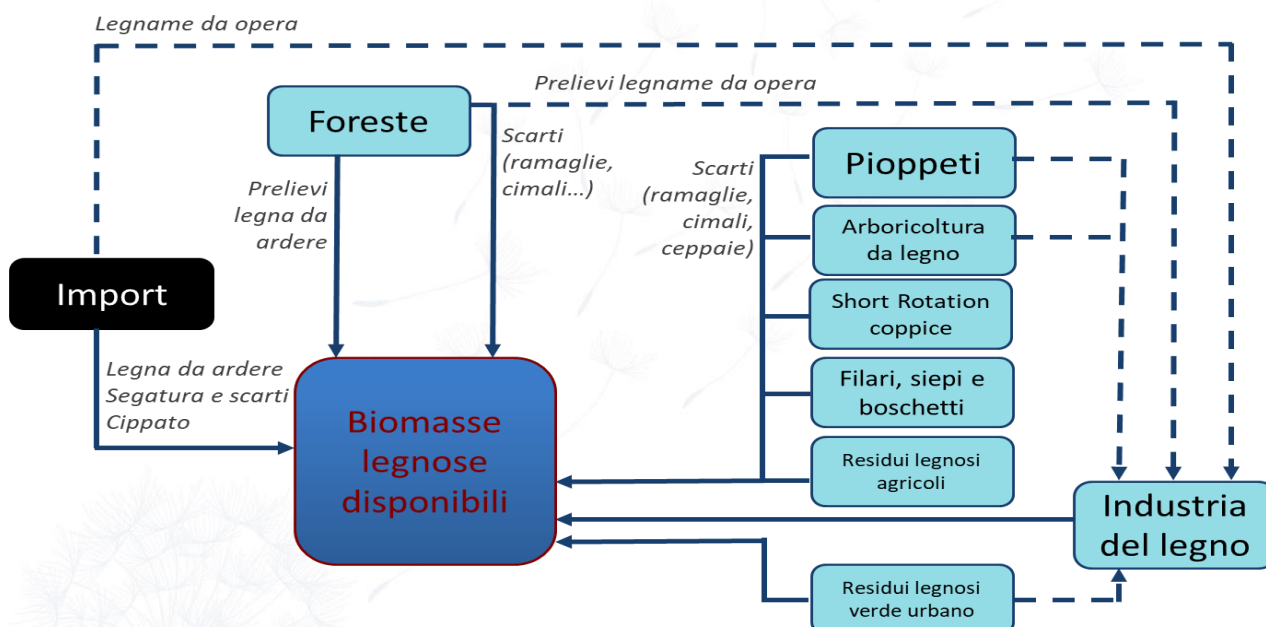 Legname da opera
Prelievi legname da opera
Foreste
Scarti
(ramaglie,
cimali...)
Prelievi
legna da
ardere
Scarti
(ramaglie,
cimali,
ceppaie)
Pioppeti
Arboricoltura
da legno
Short Rotation
coppice
Filari, siepi e
boschetti
Residui legnosi
agricoli
Import
Legna da ardere
Segatura e scarti
Cippato
Biomasse
legnose
disponibili
Industria
del legno
Residui legnosi
verde urbano